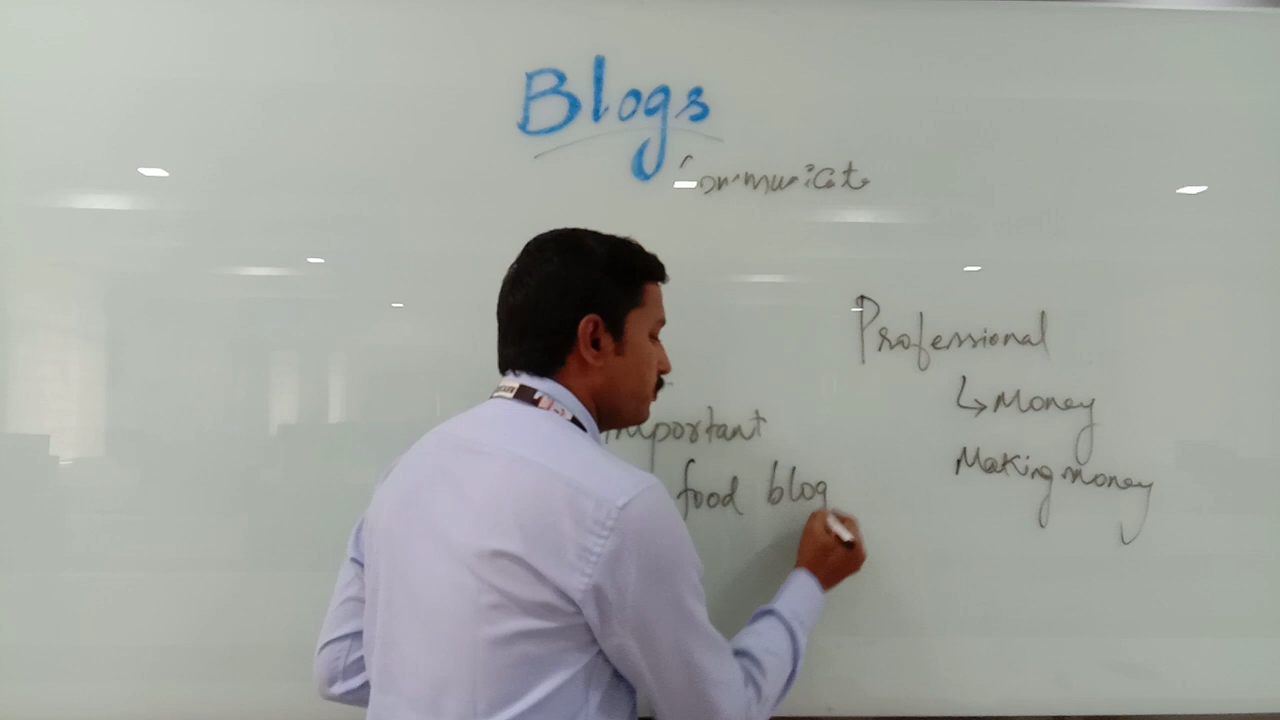 Blogs
Communicate
Professional
↳ Money
Making money
important
food blog